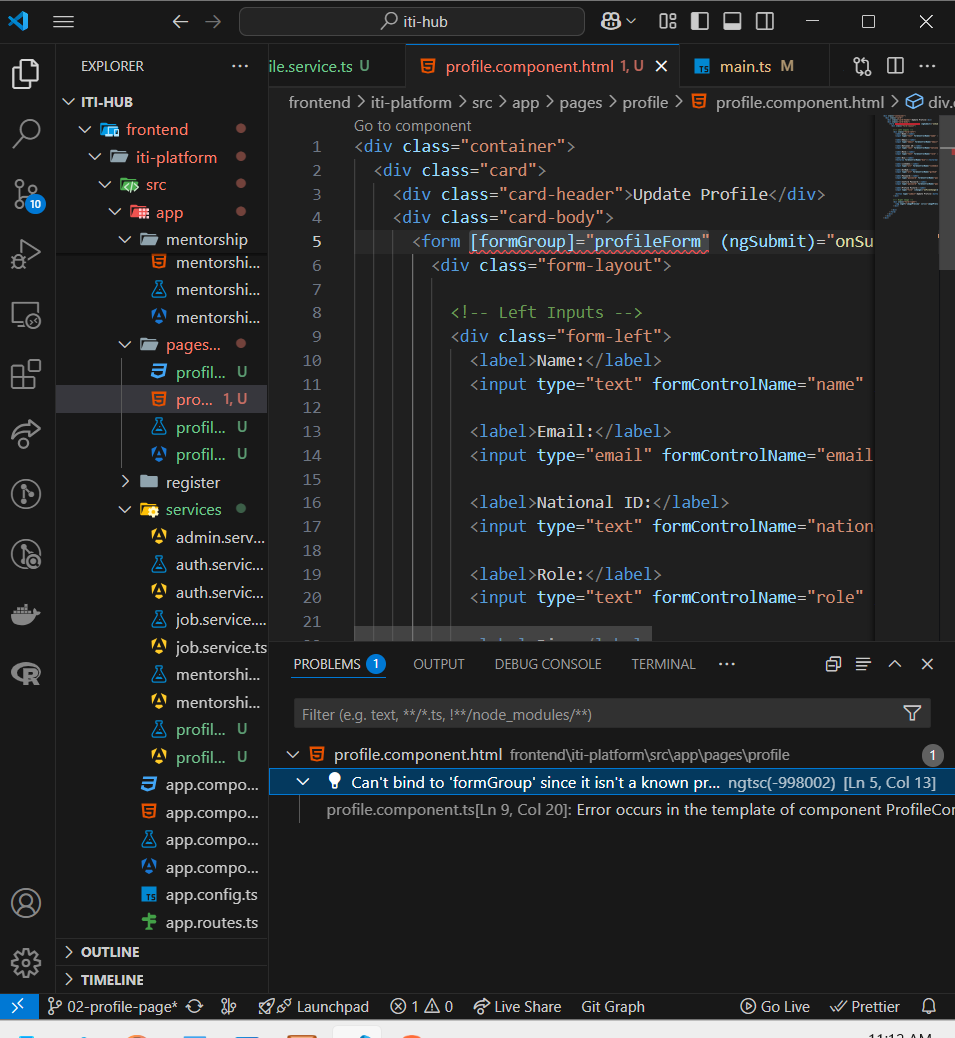 iti-hub
EXPLORER
ITI-HUB
frontend
iti-platform
src
app
mentorship
mentorshi...
mentorshi...
mentorshi...
pages...
profil... U
pro... 1, U
profil... U
profil... U
register
services
admin.serv...
auth.servic...
auth.servic...
job.service....
job.service.ts
mentorshi...
mentorshi...
profil... U
profil... U
app.compo...
app.compo...
app.compo...
app.compo...
TS app.config.ts
app.routes.ts
OUTLINE
TIMELINE
10
ile.service.ts U
profile.component.html 1, U
TS main.ts M
frontend > iti-platform > src > app > pages > profile > profile.component.html > div.
Go to component
1 <div class="container">
2 <div class="card">
3 <div class="card-header">Update Profile</div>
4 <div class="card-body">
5 <form [formGroup]="profileForm" (ngSubmit)="onSu "
6 <div class="form-layout">
7
8 <!-- Left Inputs -->
9 <div class="form-left">
10 <label>Name:</label>
11 <input type="text" formControlName="name"
12
13 <label>Email:</label>
14 <input type="email" formControlName="email
15
16 <label>National ID:</label>
17 <input type="text" formControlName="nation
18
19 <label>Role:</label>
20 <input type="text" formControlName="role"
21
PROBLEMS 1 OUTPUT DEBUG CONSOLE TERMINAL
Filter (e.g. text, **/*.ts, !**/node_modules/**)
profile.component.html frontend\iti-platform\src\app\pages\profile 1
Can't bind to 'formGroup' since it isn't a known pr... ngtsc(-998002) [Ln 5, Col 13]
profile.component.ts[Ln 9, Col 20]: Error occurs in the template of component ProfileCor
02-profile-page* Launchpad 1 0 Live Share Git Graph Go Live Prettier